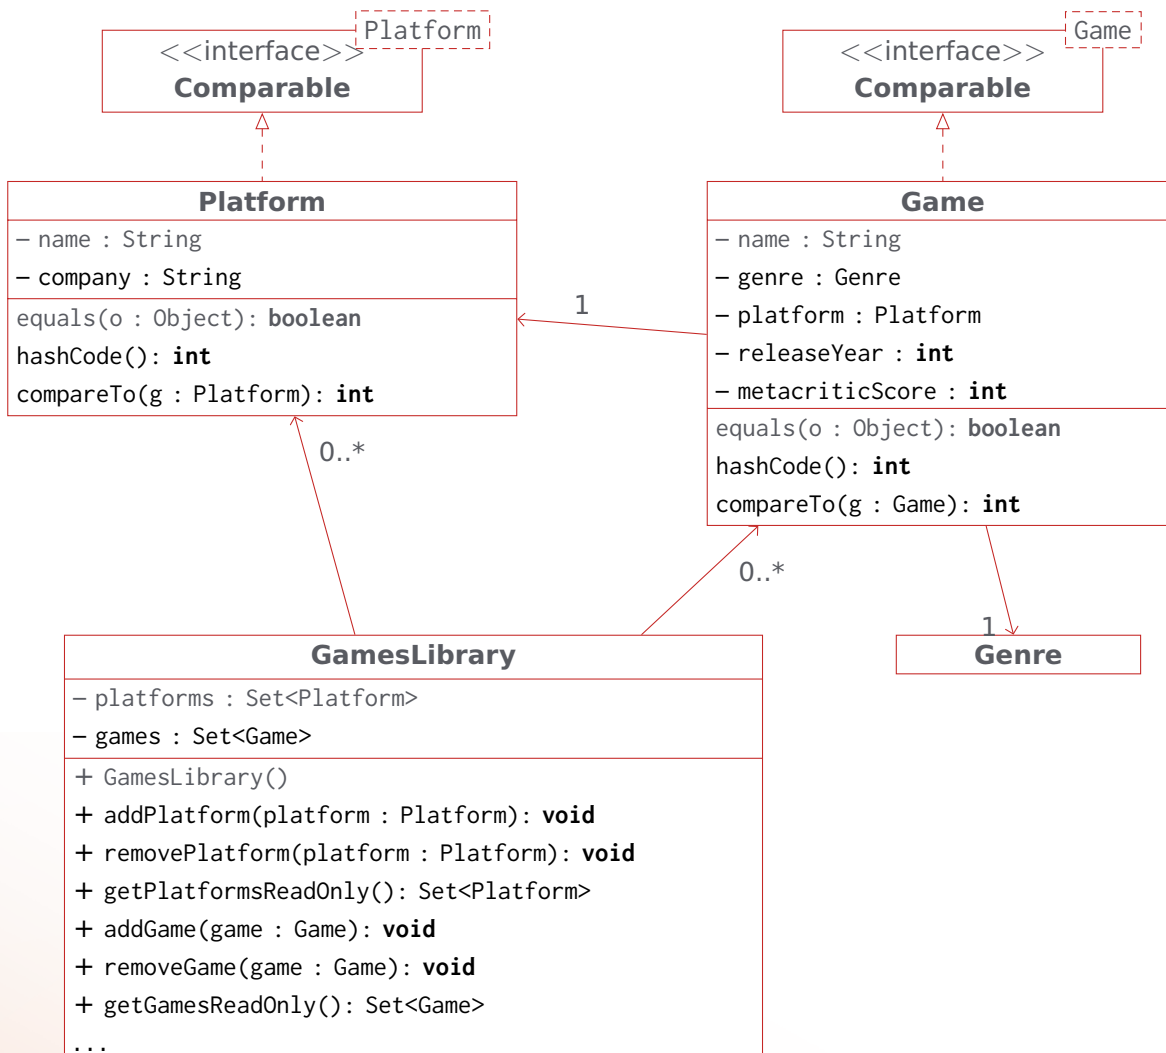 Platform
<<interface>>
Comparable
Game
<<interface>>
Comparable
Platform
– name : String
– company : String
equals(o : Object): boolean
hashCode(): int
compareTo(g : Platform): int
1
Game
– name : String
– genre : Genre
– platform : Platform
– releaseYear : int
– metacriticScore : int
equals(o : Object): boolean
hashCode(): int
compareTo(g : Game): int
0..*
0..*
1
Genre
GamesLibrary
– platforms : Set<Platform>
– games : Set<Game>
+ GamesLibrary()
+ addPlatform(platform : Platform): void
+ removePlatform(platform : Platform): void
+ getPlatformsReadOnly(): Set<Platform>
+ addGame(game : Game): void
+ removeGame(game : Game): void
+ getGamesReadOnly(): Set<Game>
...